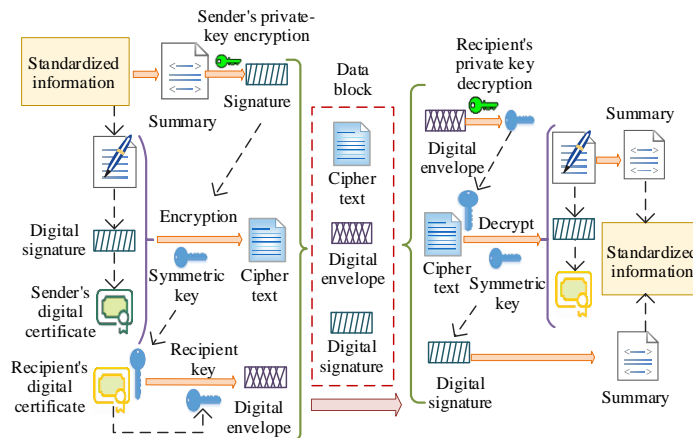 Sender's private-
key encryption
Standardized
information
Summary
Signature
Digital
signature
Encryption
Symmetric
key
Cipher
text
Sender's
digital
certificate
Recipient's
digital
certificate
Recipient
key
Digital
envelope
Data
block
Cipher
text
Digital
envelope
Digital
signature
Recipient's
private key
decryption
Digital
envelope
Cipher
text
Decrypt
Symmetric
key
Digital
signature
Summary
Standardized
information
Summary